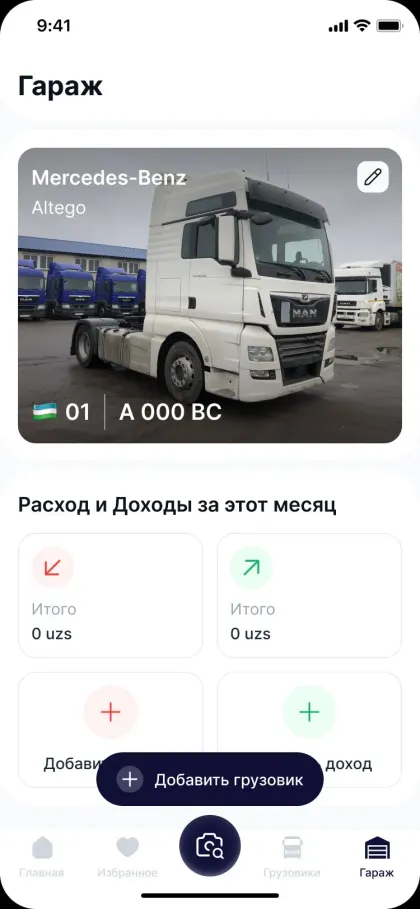 9:41
Гараж
Mercedes-Benz
Altego
MAN
01 A 000 BC
Расход и Доходы за этот месяц
Итого
0 uzs
Итого
0 uzs
Добави
доход
Добавить грузовик
Главная
Избранное
Грузовики
Гараж